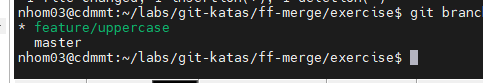 nhom03@cdmmt:~/labs/git-katas/ff-merge/exercise$ git branc
* feature/uppercase
master
nhom03@cdmmt:~/labs/git-katas/ff-merge/exercise$